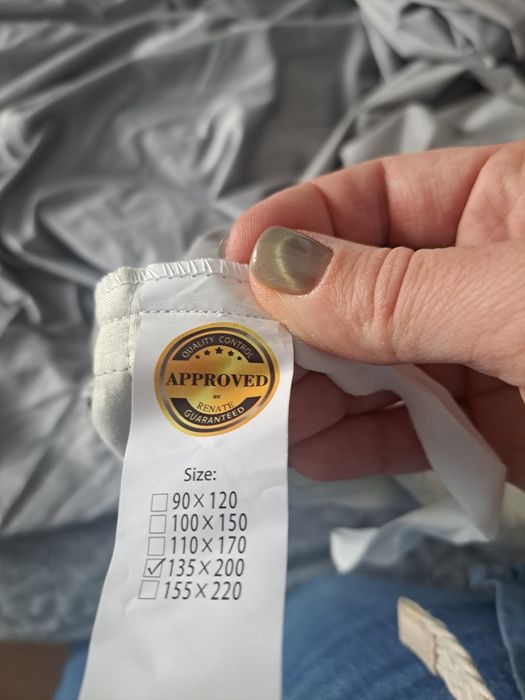 QUALITY CONTROL
APPROVED
BY
RENATE
GUARANTEED
Size:
90×120
100×150
110×170
135×200
155×220